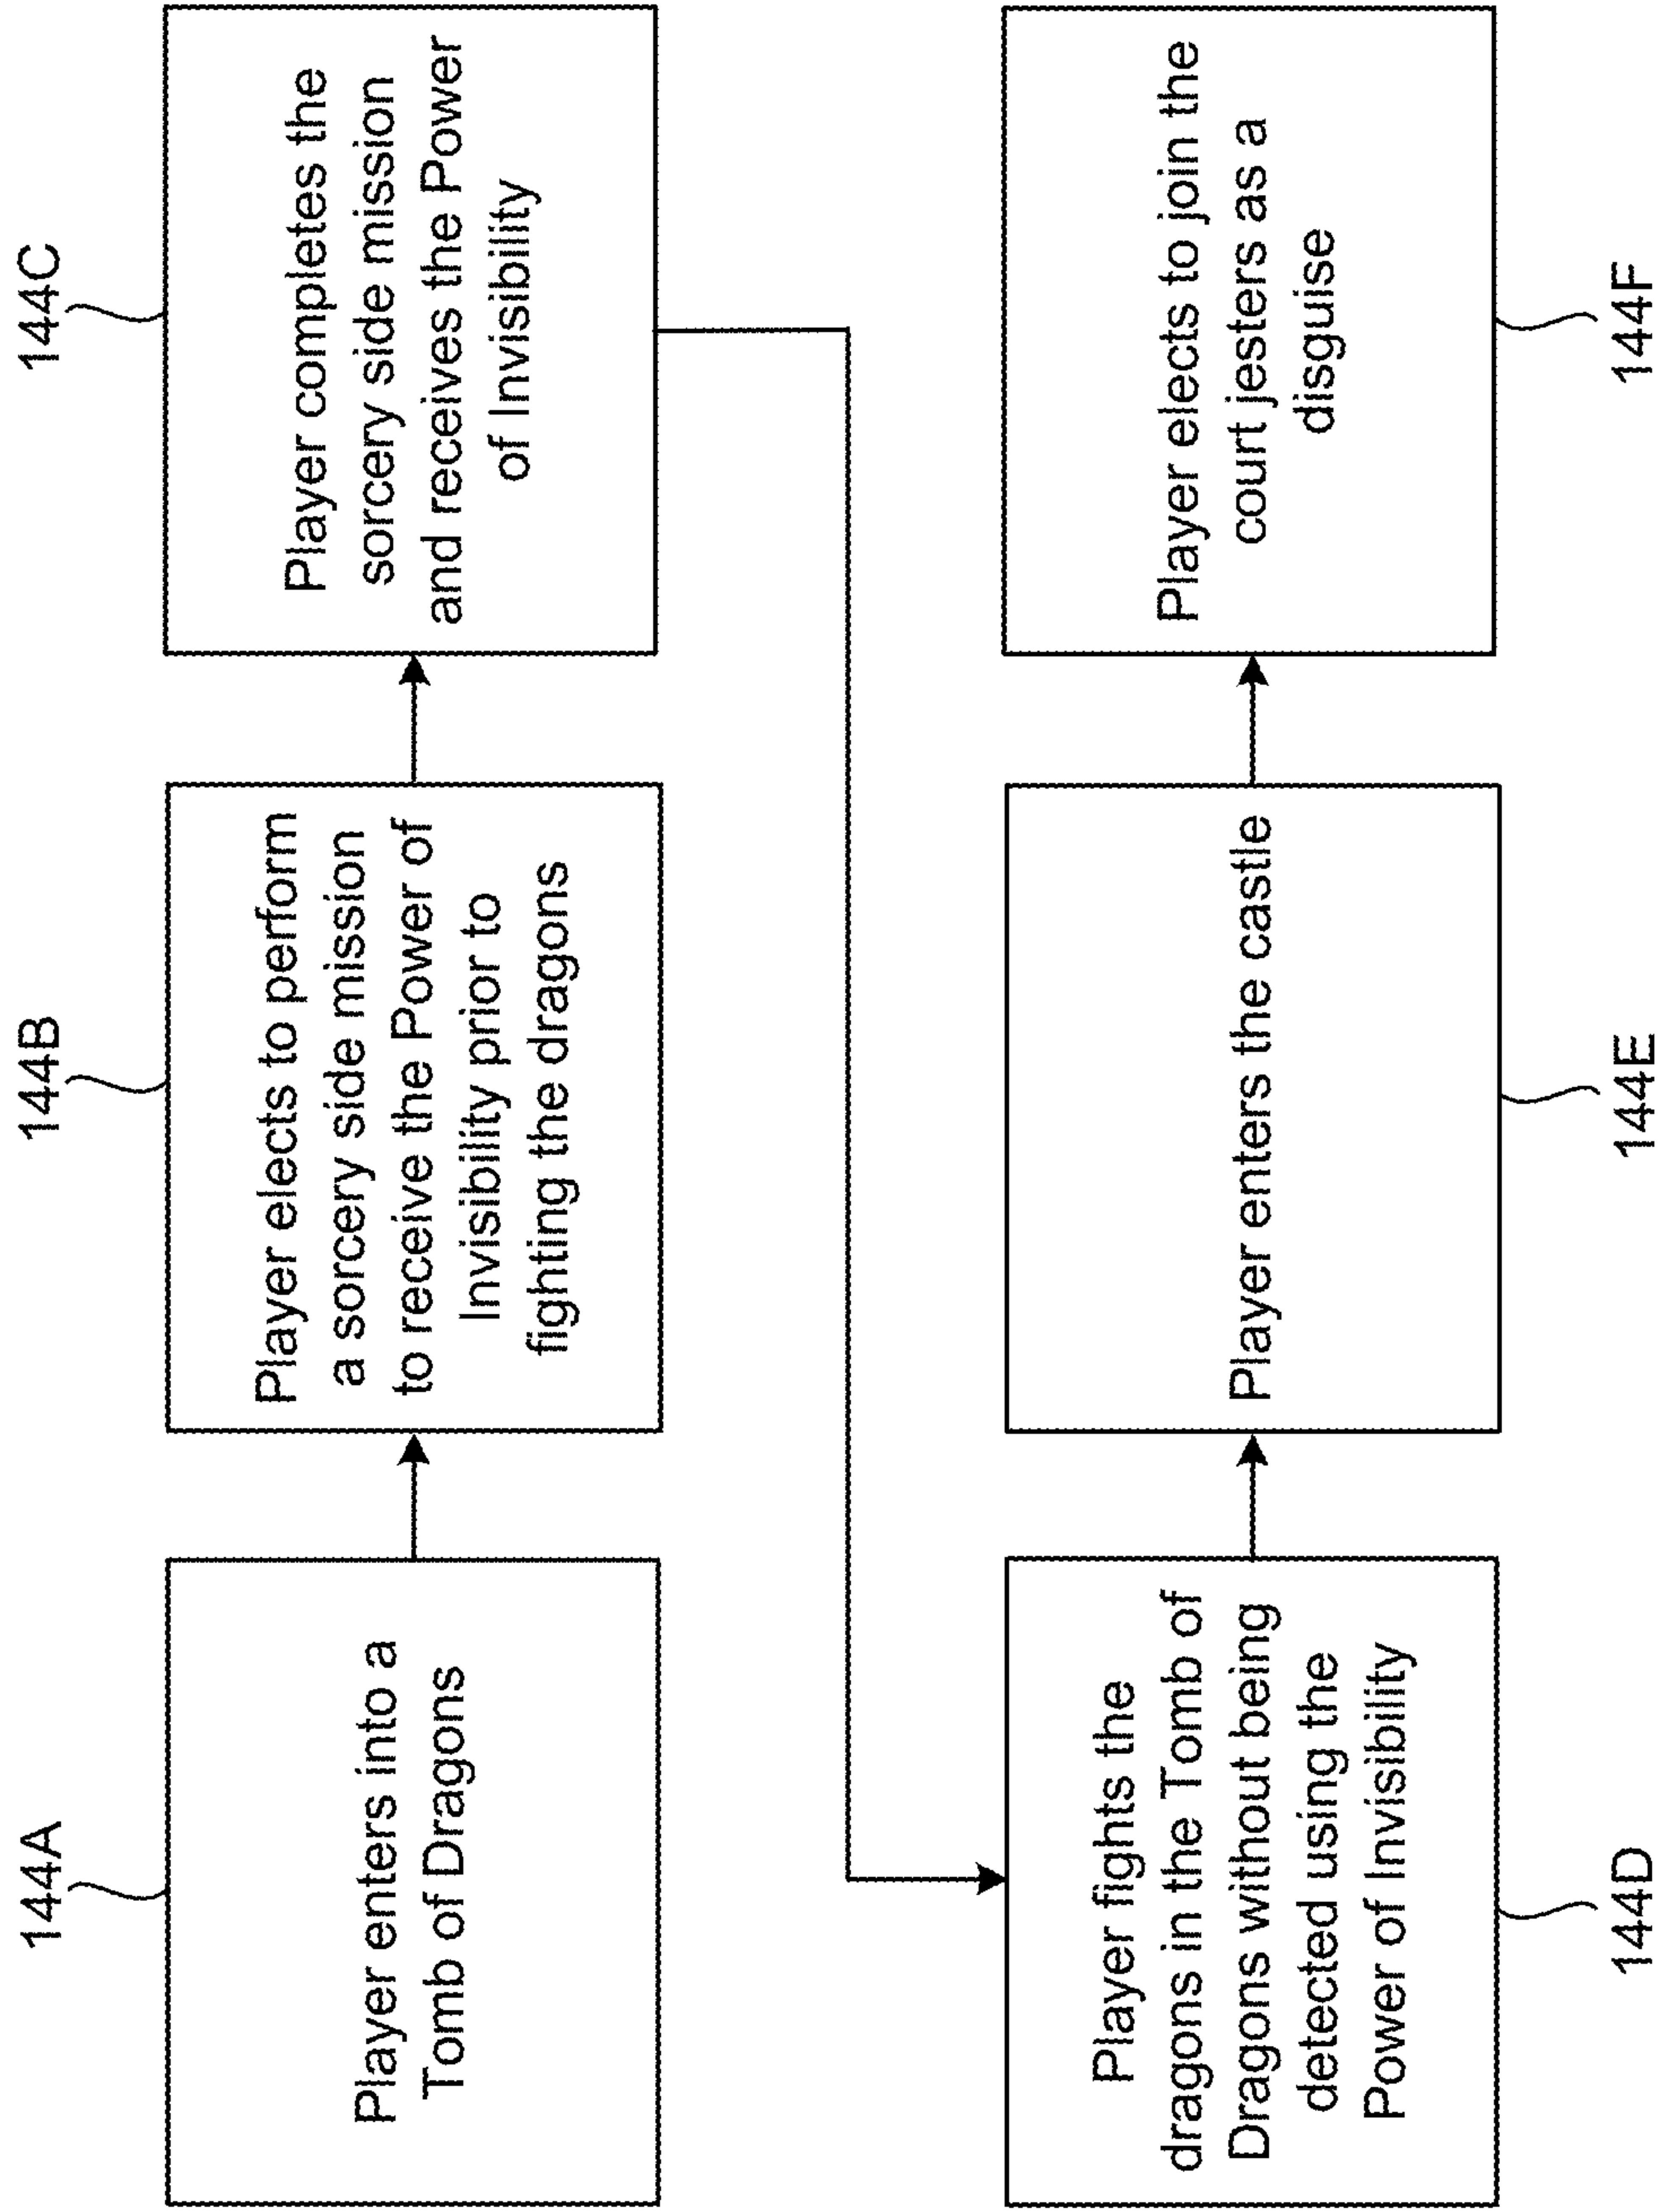 144A
Player enters into a
Tomb of Dragons
144B
Player elects to perform
a sorcery side mission
to receive the Power of
Invisibility prior to
fighting the dragons
144C
Player completes the
sorcery side mission
and receives the Power
of Invisibility
Player fights the
dragons in the Tomb of
Dragons without being
detected using the
Power of Invisibility
144D
Player enters the castle
144E
Player elects to join the
court jesters as a
disguise
144F